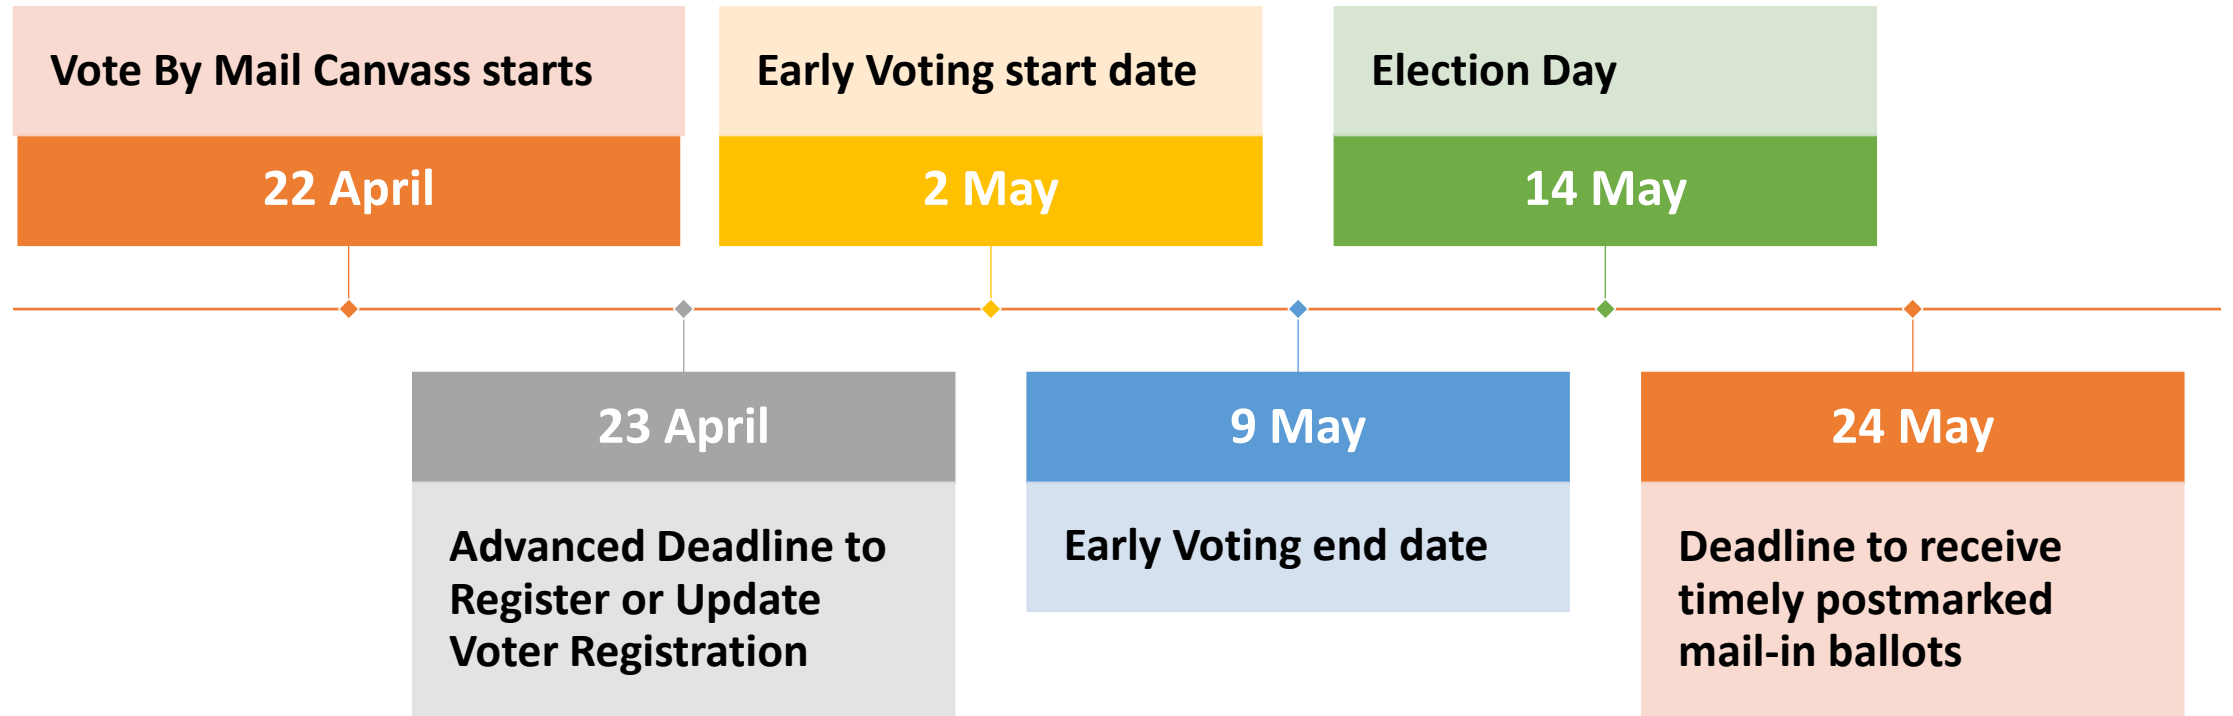 Vote By Mail Canvass starts
22 April
Early Voting start date
2 May
Election Day
14 May
23 April
Advanced Deadline to
Register or Update
Voter Registration
9 May
Early Voting end date
24 May
Deadline to receive
timely postmarked
mail-in ballots